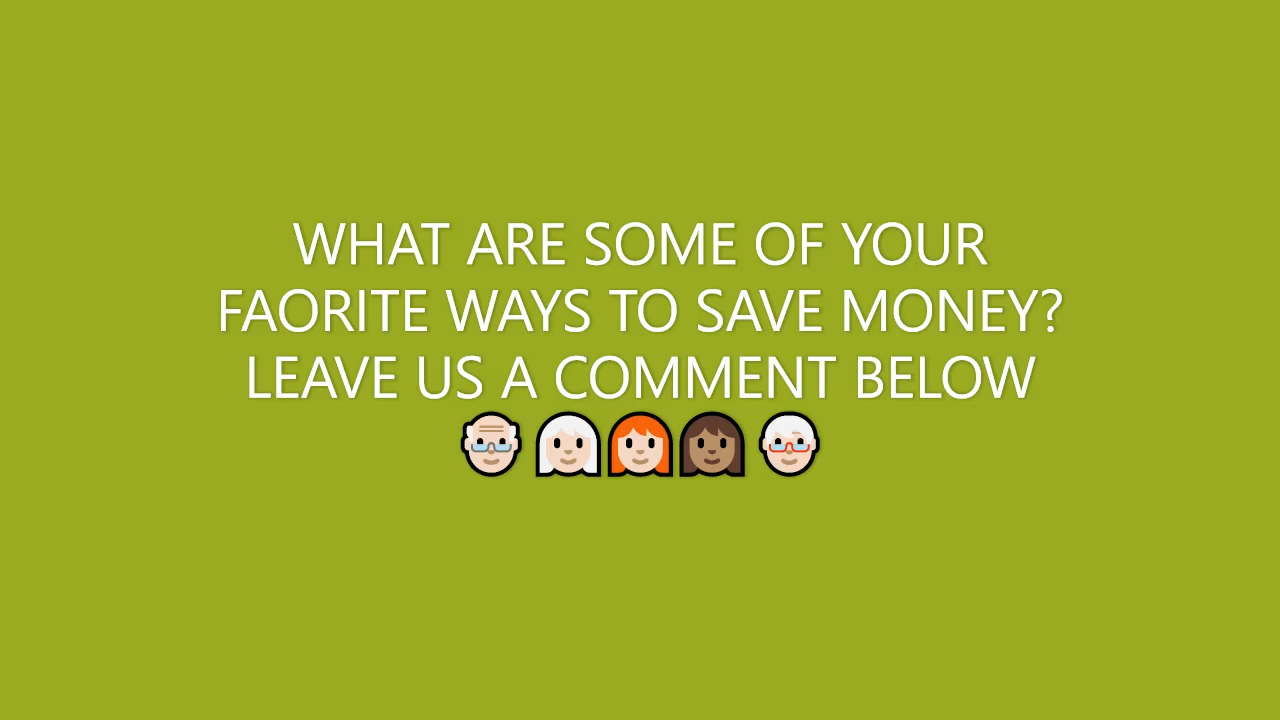 WHAT ARE SOME OF YOUR
FAORITE WAYS TO SAVE MONEY?
LEAVE US A COMMENT BELOW